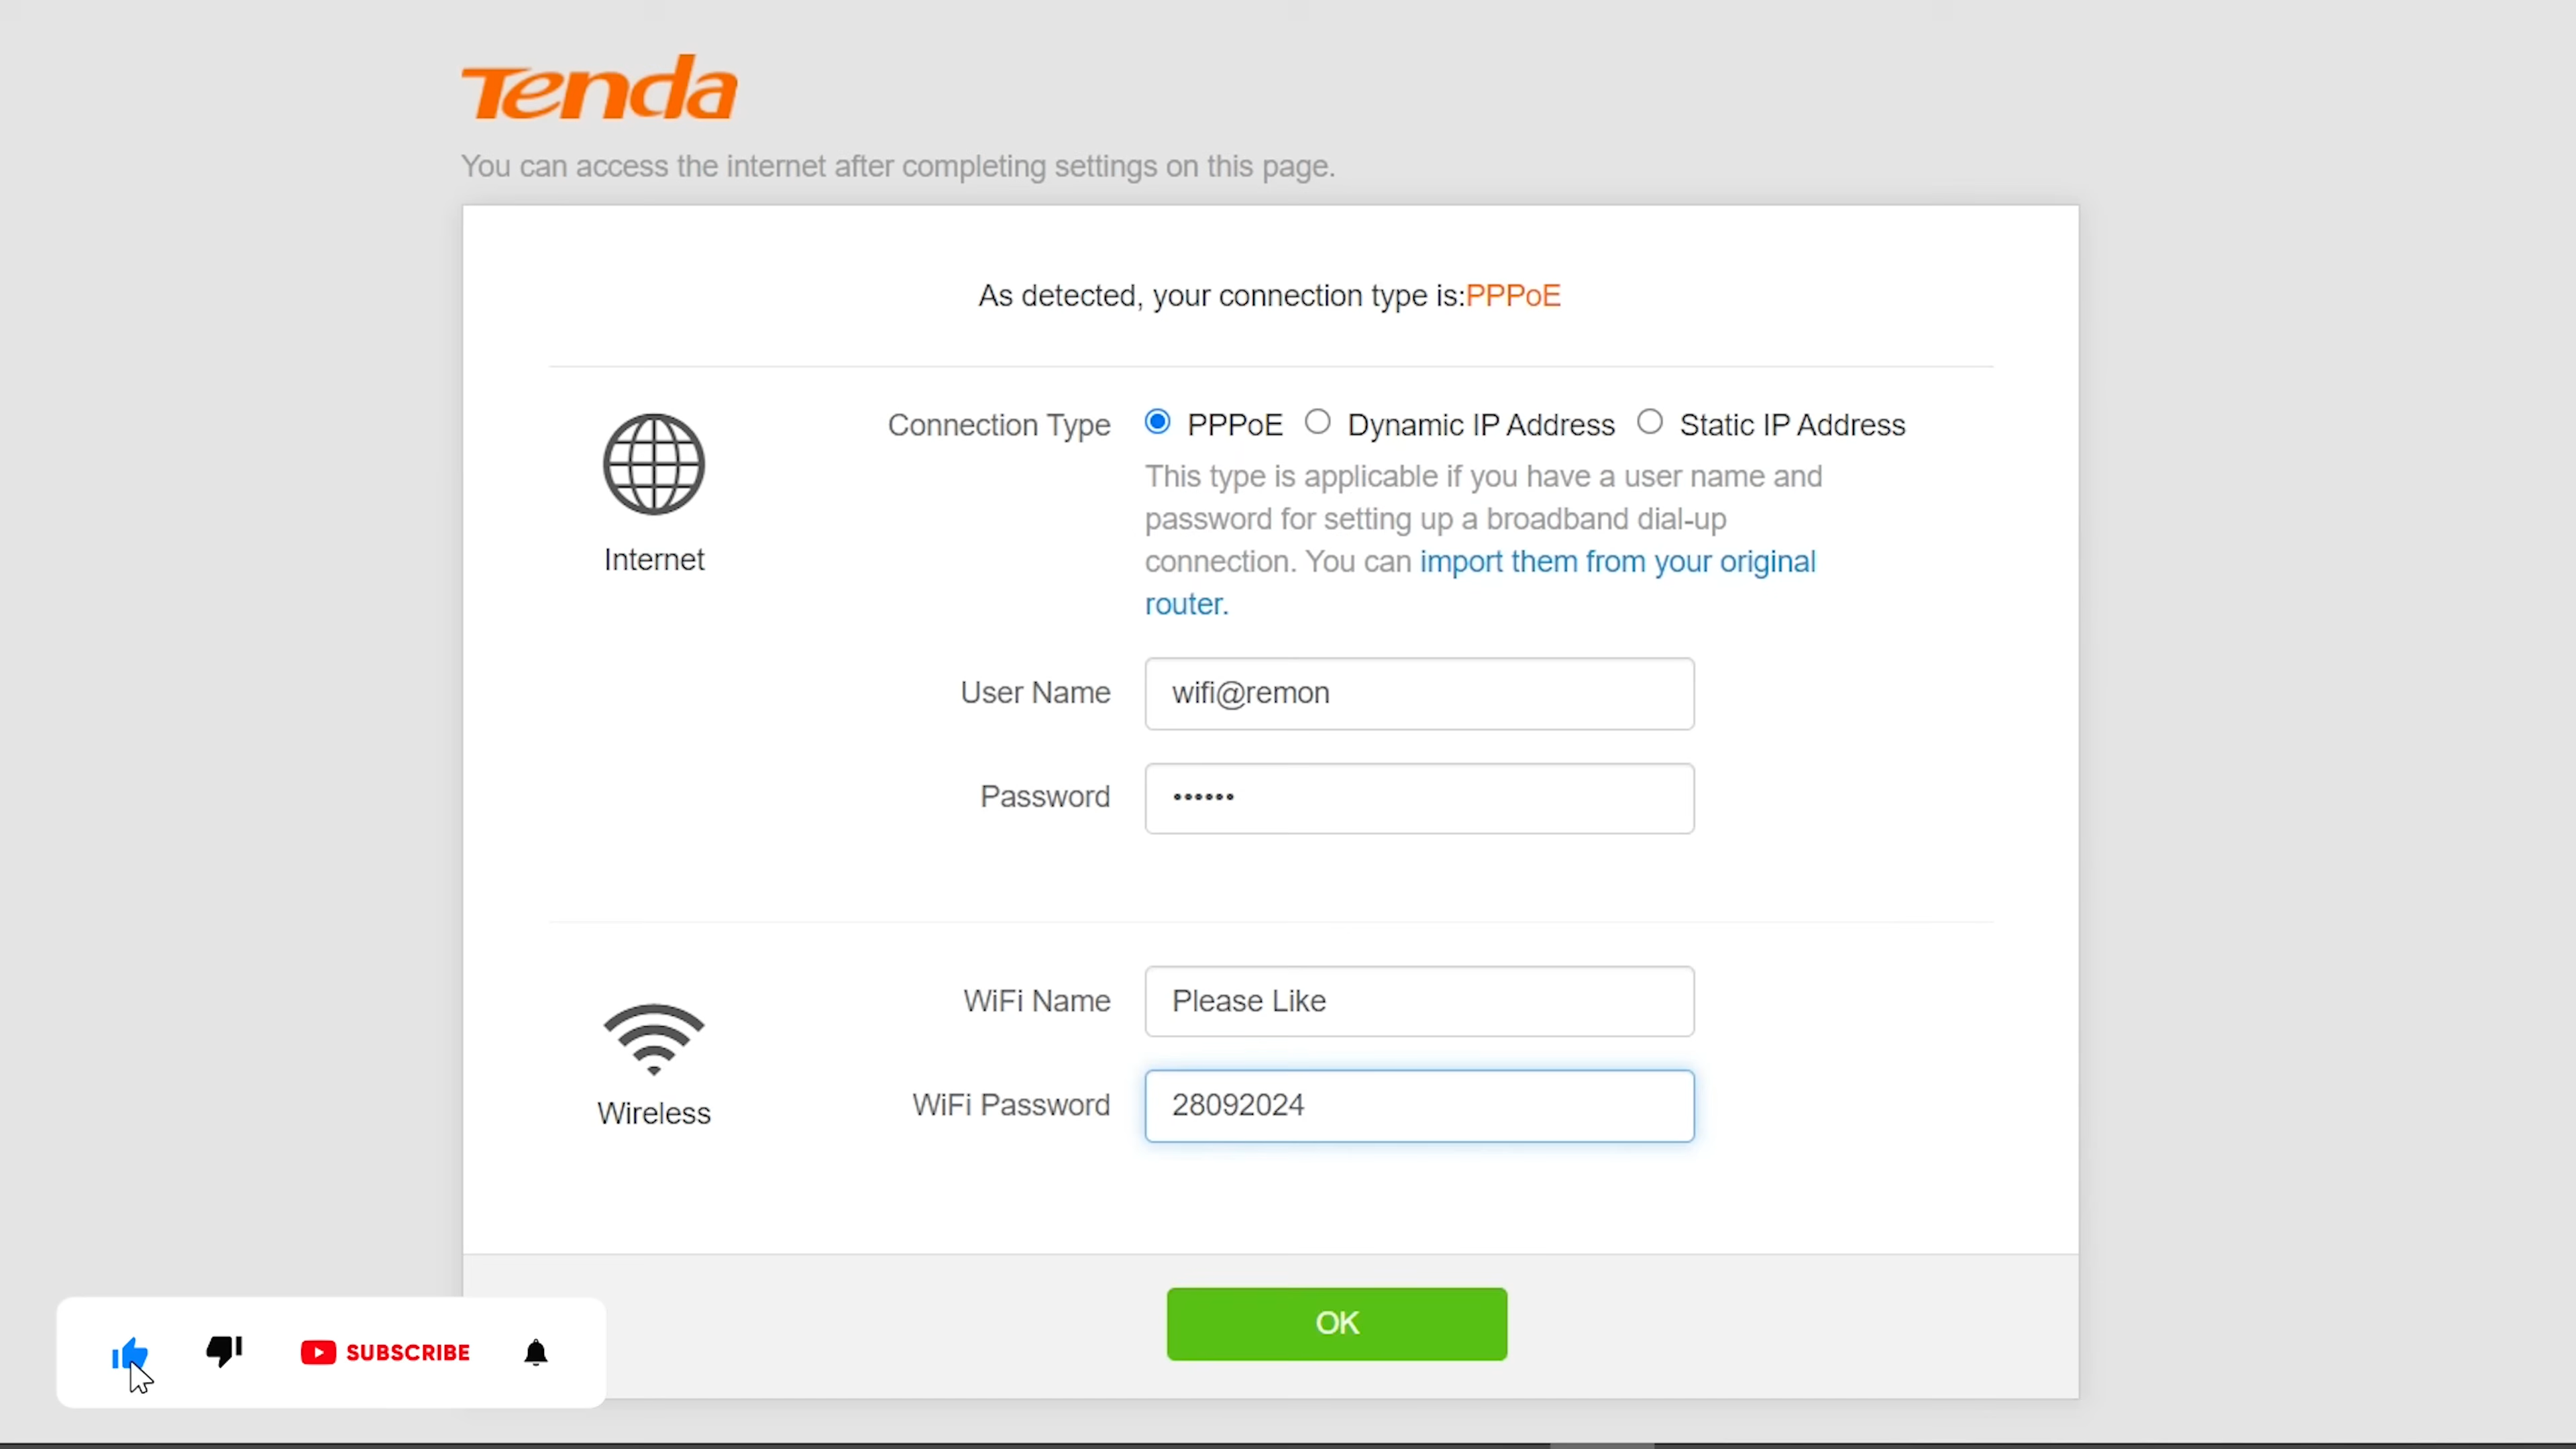 Tenda
You can access the internet after completing settings on this page.
As detected, your connection type is:PPPoE
Connection Type PPPoE Dynamic IP Address Static IP Address
This type is applicable if you have a user name and
password for setting up a broadband dial-up
connection. You can import them from your original
router.
Internet
User Name wifi@remon
Password ••••••
WiFi Name Please Like
WiFi Password 28092024
Wireless
OK
SUBSCRIBE